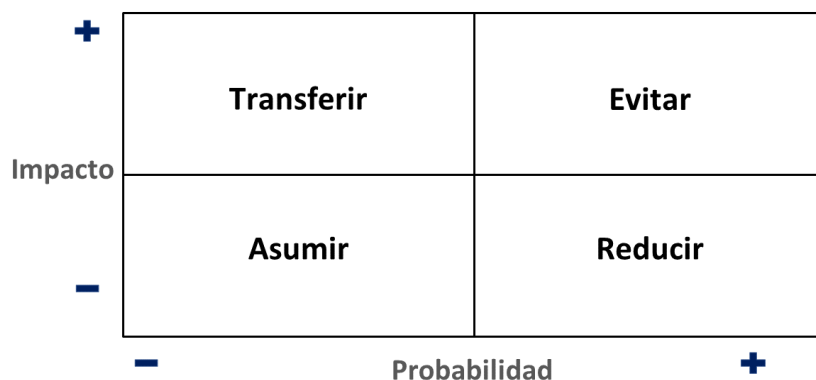 +
Transferir
Evitar
Impacto
Asumir
Reducir
–
–
Probabilidad
+